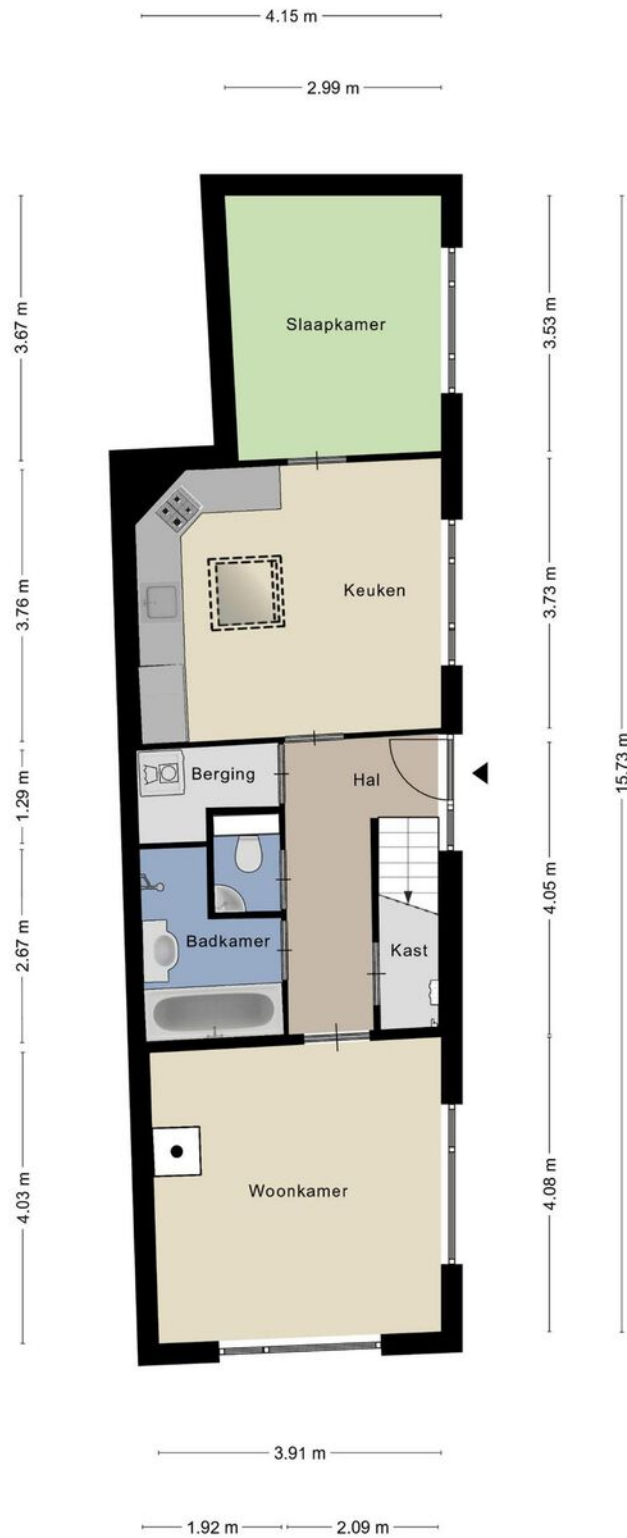 4.15 m
2.99 m
3.67 m
3.53 m
Slaapkamer
3.76 m
3.73 m
Keuken
15.73 m
1.29 m
Berging
Hal
4.05 m
2.67 m
Badkamer
Kast
4.03 m
4.08 m
Woonkamer
3.91 m
1.92 m
2.09 m